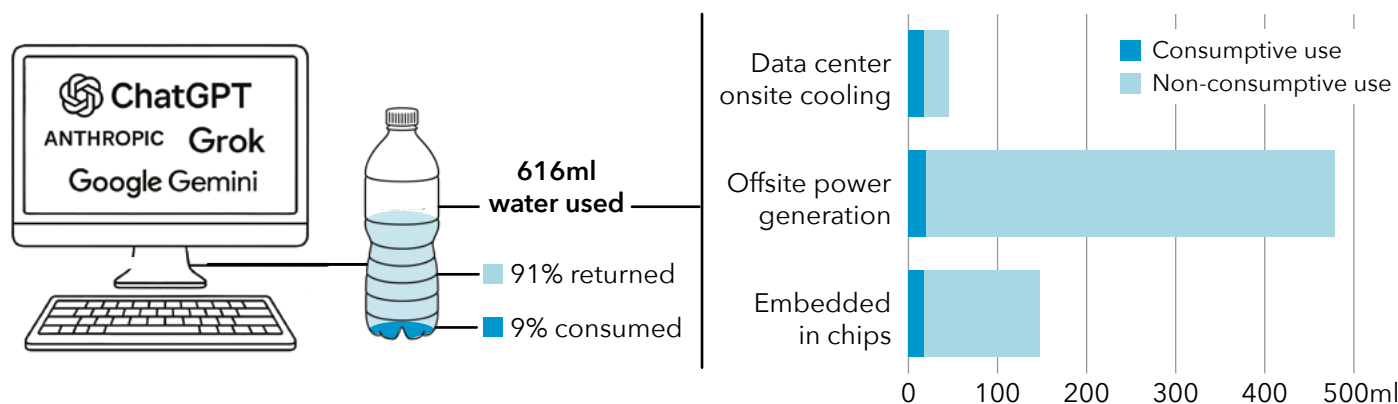 ChatGPT
ANTHROPIC Grok
Google Gemini
616ml
water used
91% returned
9% consumed
Data center
onsite cooling
Offsite power
generation
Embedded
in chips
Consumptive use
Non-consumptive use
0 100 200 300 400 500ml